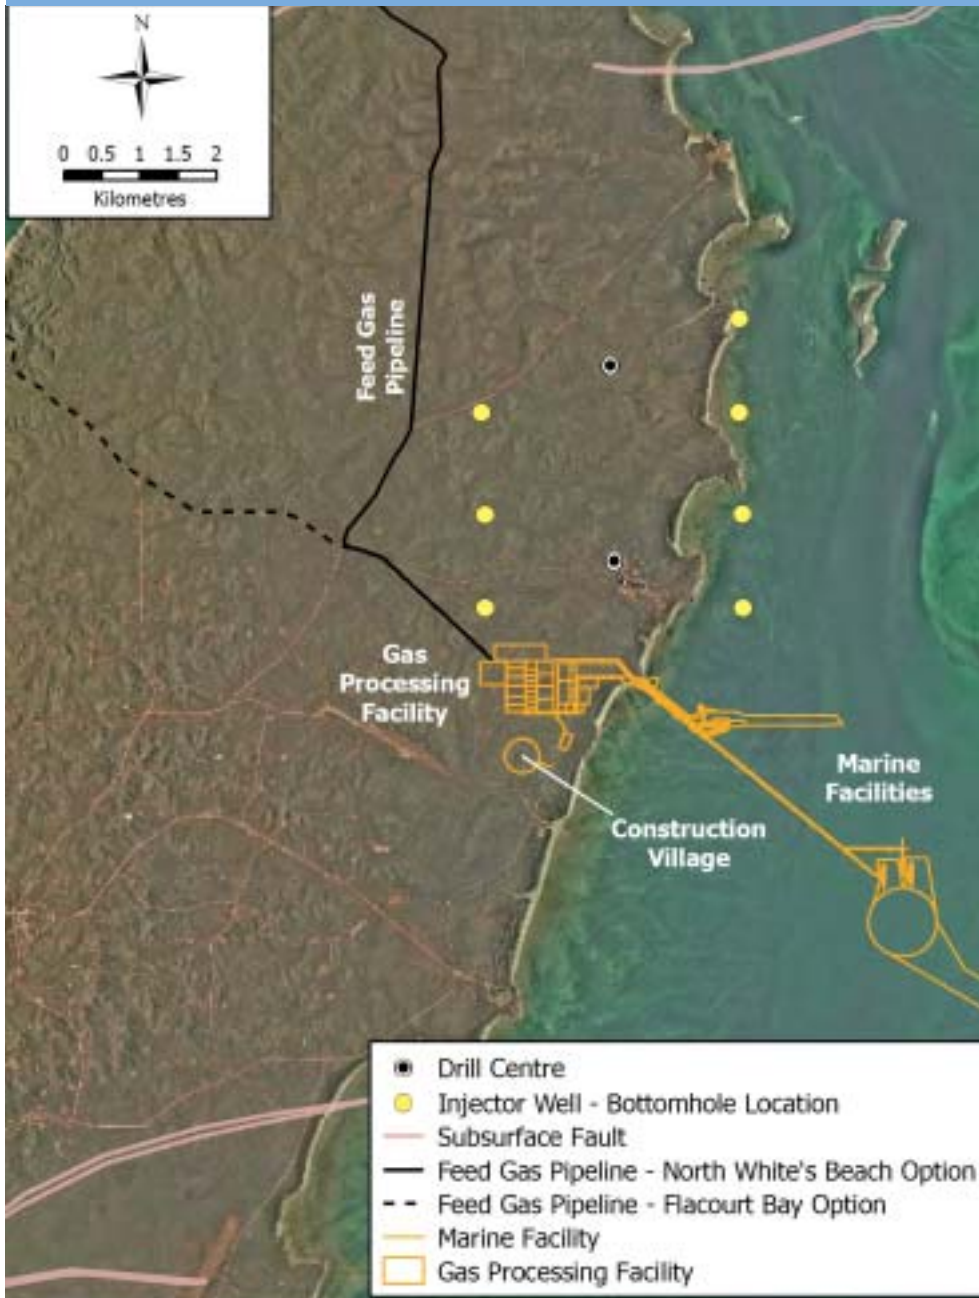 N
0 0.5 1 1.5 2
Kilometres
Feed Gas
Pipeline
Gas
Processing
Facility
Marine
Facilities
Construction
Village
Drill Centre
Injector Well - Bottomhole Location
Subsurface Fault
Feed Gas Pipeline - North White's Beach Option
Feed Gas Pipeline - Flacourt Bay Option
Marine Facility
Gas Processing Facility